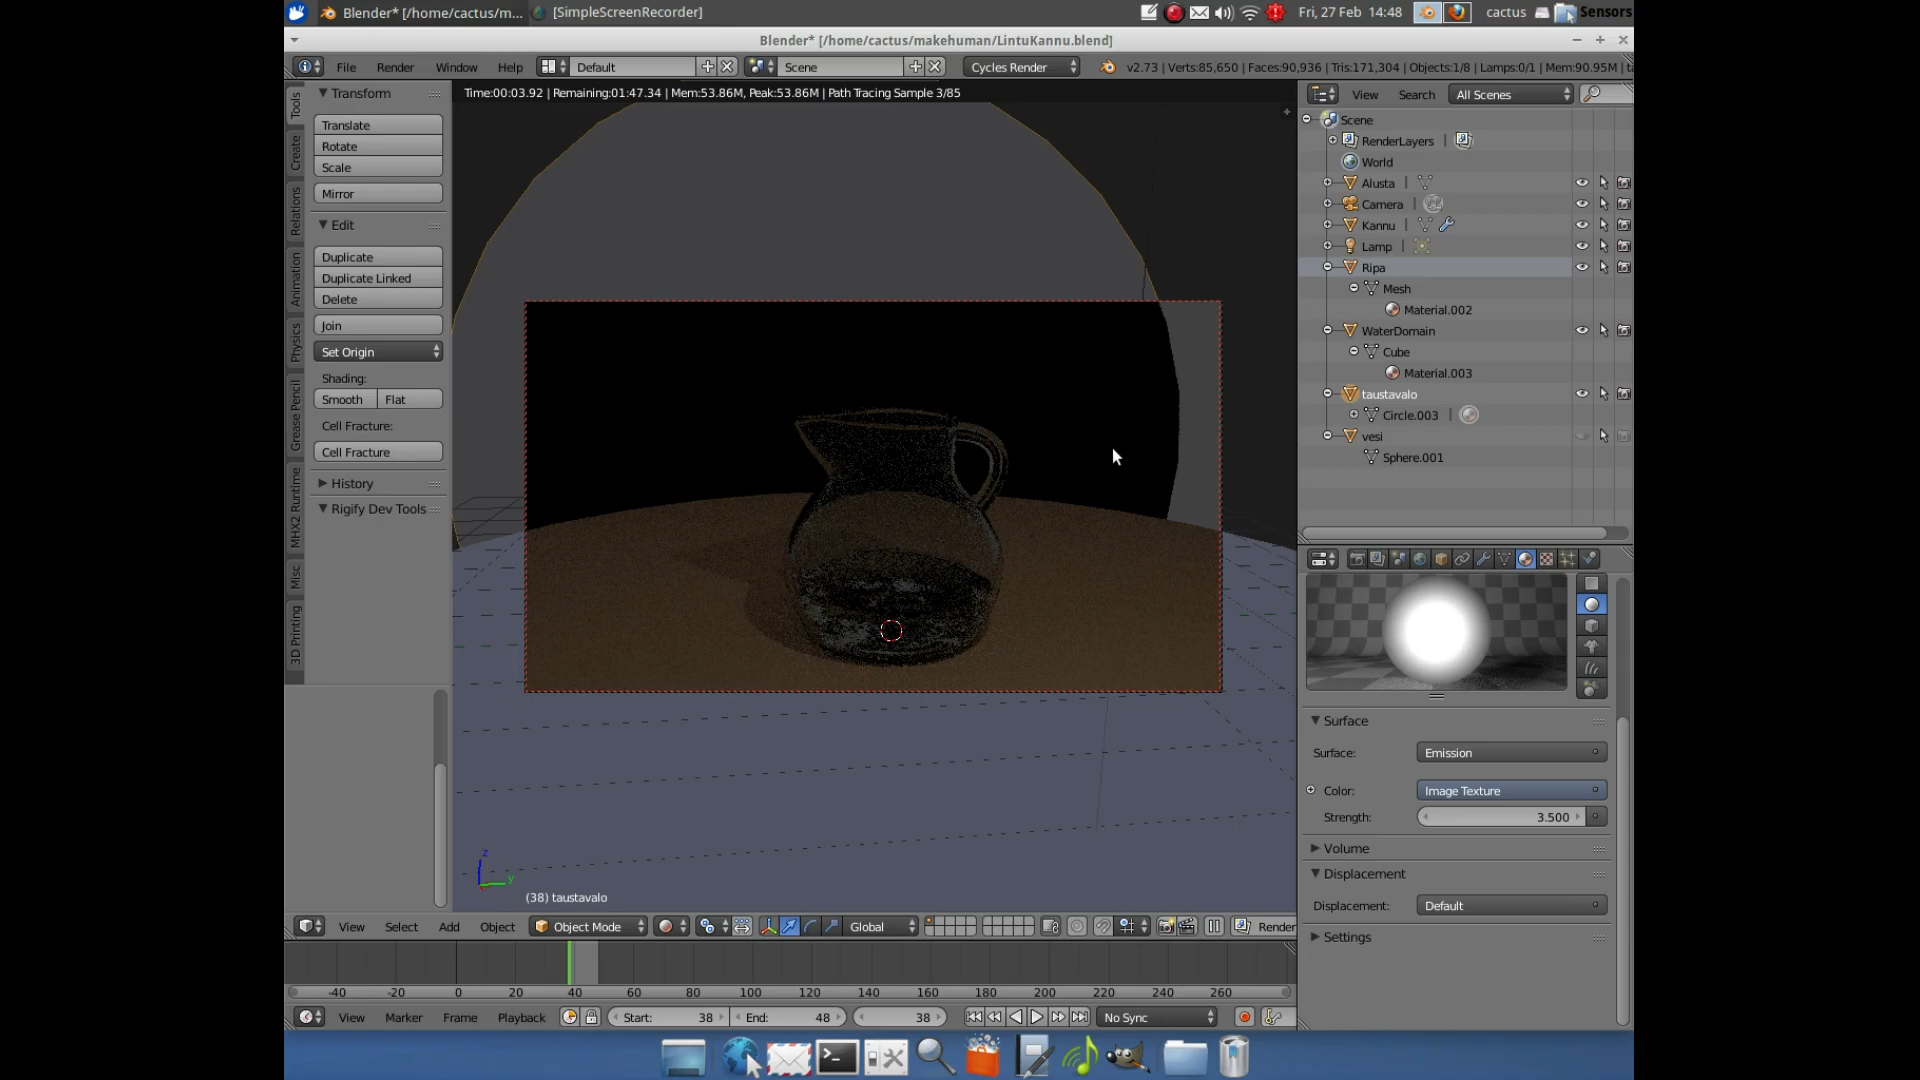 Blender* [/home/cactus/m... [SimpleScreenRecorder] Fri, 27 Feb 14:48 cactus Sensors
Blender* [/home/cactus/makehuman/LintuKannu.blend]
File Render Window Help Default Scene Cycles Render v2.73 | Verts:85,650 | Faces:90,936 | Tris:171,304 | Objects:1/8 | Lamps:0/1 | Mem:90.95M |
Time:00:03.92 | Remaining:01:47.34 | Mem:53.86M, Peak:53.86M | Path Tracing Sample 3/85
View Search All Scenes
Tools
Create
Relations
Animation
Physics
Grease Pencil
MHX2 Runtime
Misc
3D Printing
Transform
Translate
Rotate
Scale
Mirror
Edit
Duplicate
Duplicate Linked
Delete
Join
Set Origin
Shading:
Smooth Flat
Cell Fracture:
Cell Fracture
History
Rigify Dev Tools
Scene
RenderLayers |
World
Alusta |
Camera |
Kannu |
Lamp |
Ripa
Mesh
Material.002
WaterDomain
Cube
Material.003
taustavalo
Circle.003 |
vesi
Sphere.001
Surface
Surface: Emission
Color: Image Texture
Strength: 3.500
Volume
Displacement
Displacement: Default
Settings
z
y
(38) taustavalo
View Select Add Object Object Mode Global Render
-40 -20 0 20 40 60 80 100 120 140 160 180 200 220 240 260
View Marker Frame Playback Start: 38 End: 48 38 No Sync